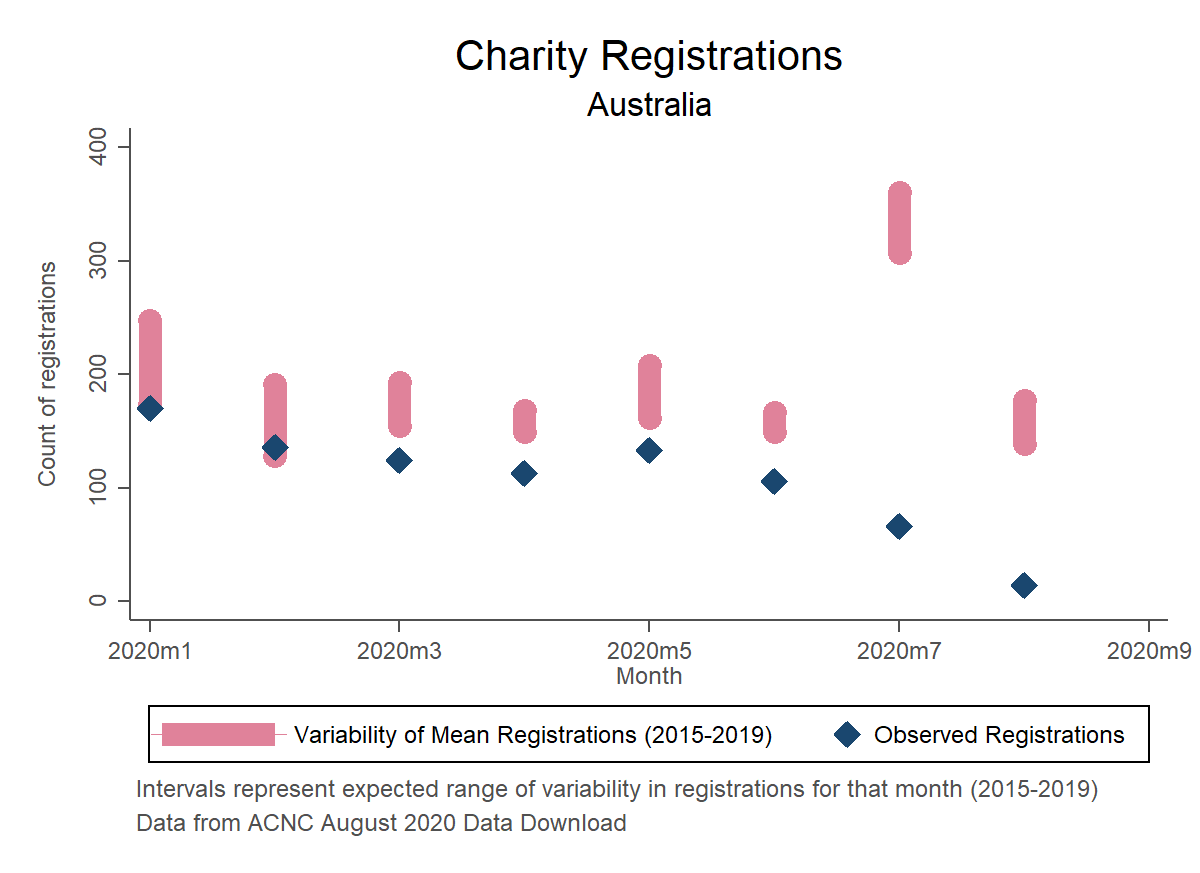 Charity Registrations
Australia
400
300
200
100
0
Count of registrations
2020m1 2020m3 2020m5 2020m7 2020m9
Month
Variability of Mean Registrations (2015-2019) Observed Registrations
Intervals represent expected range of variability in registrations for that month (2015-2019)
Data from ACNC August 2020 Data Download